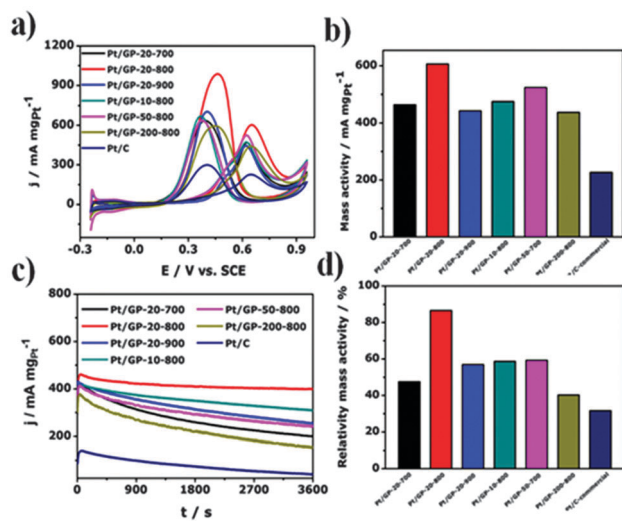 a)
1200
900
600
300
0
-0.3
0.0
0.3
0.6
0.9
j / mA mgPt⁻¹
E / V vs. SCE
Pt/GP-20-700
Pt/GP-20-800
Pt/GP-20-900
Pt/GP-10-800
Pt/GP-50-800
Pt/GP-200-800
Pt/C
b)
600
400
200
0
Mass activity / mA mgPt⁻¹
Pt/GP-20-700
Pt/GP-20-800
Pt/GP-20-900
Pt/GP-10-800
Pt/GP-50-700
Pt/GP-200-800
t/C-commercial
c)
800
600
400
200
0
900
1800
2700
3600
j / mA mgPt⁻¹
t / s
Pt/GP-20-700
Pt/GP-20-800
Pt/GP-20-900
Pt/GP-10-800
Pt/GP-50-800
Pt/GP-200-800
Pt/C
d)
100
80
60
40
20
0
Relativity mass activity / %
Pt/GP-20-700
Pt/GP-20-800
Pt/GP-20-900
Pt/GP-10-800
Pt/GP-50-700
Pt/GP-200-800
t/C-commercial